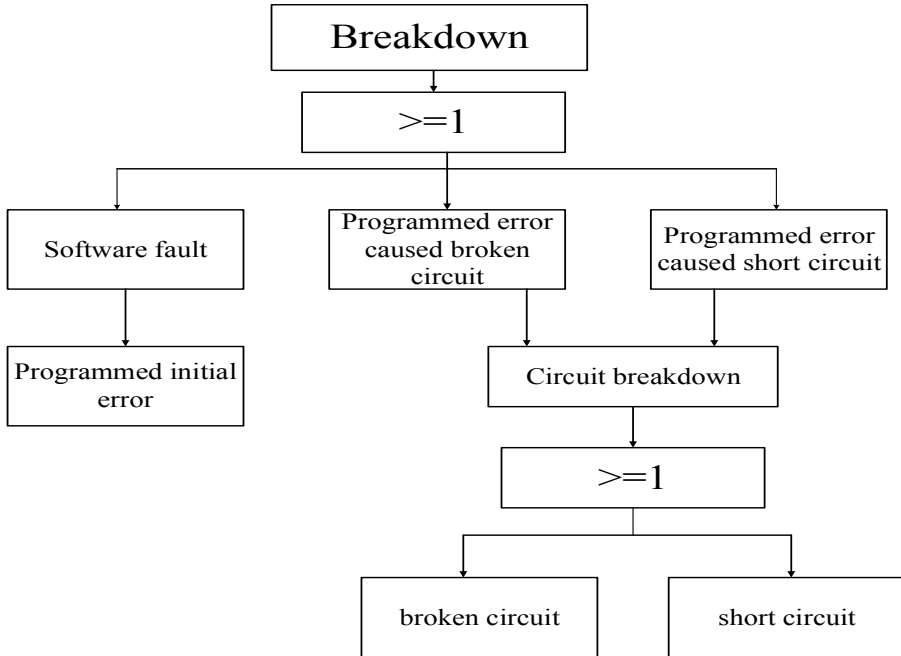 Breakdown
>=1
Software fault
Programmed error
caused broken
circuit
Programmed error
caused short circuit
Programmed initial
error
Circuit breakdown
>=1
broken circuit
short circuit